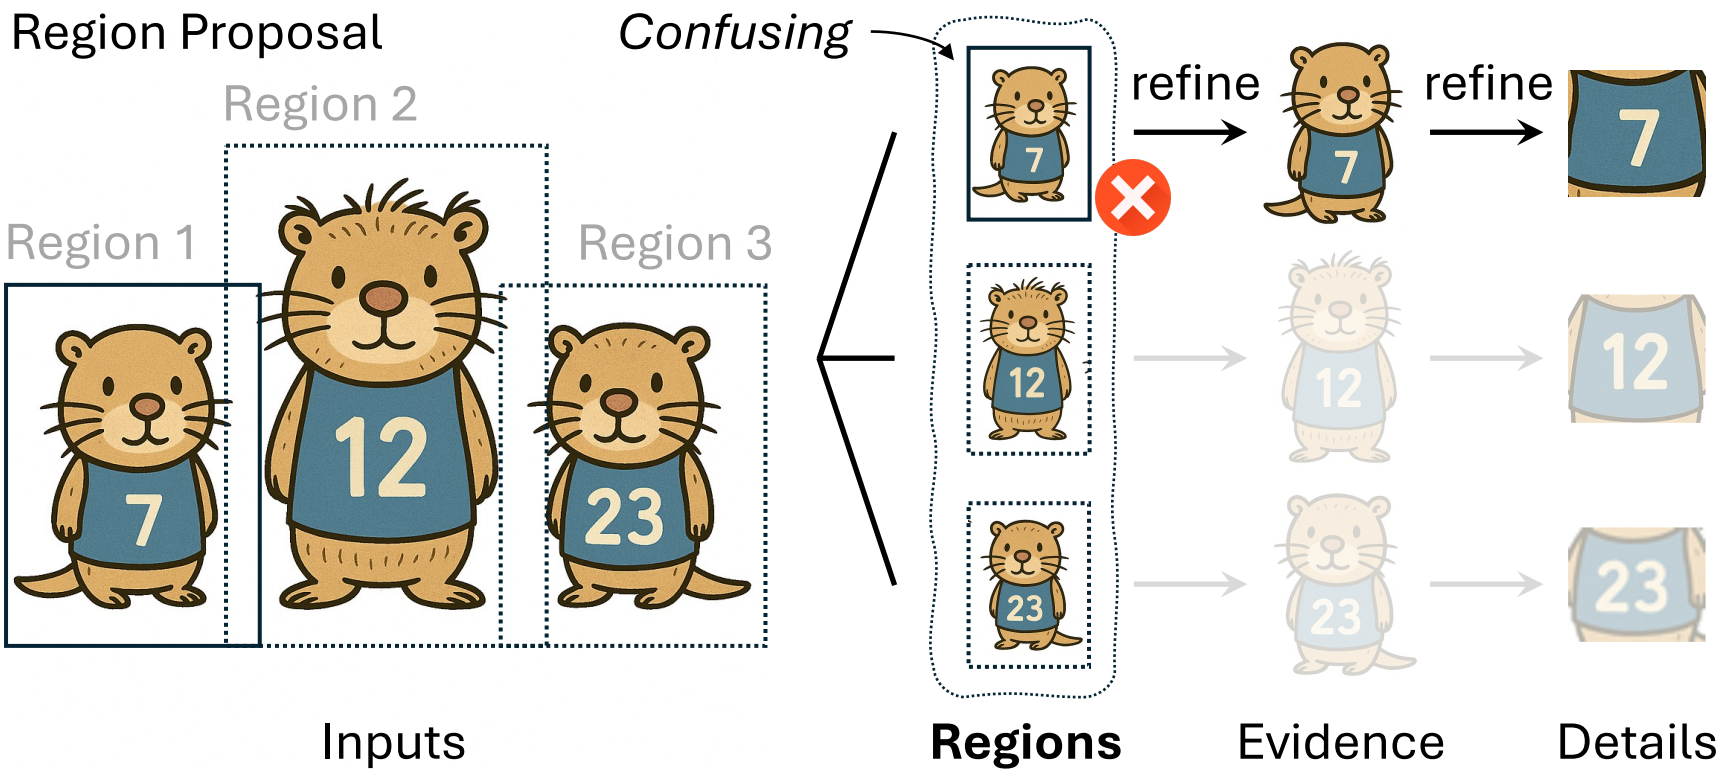 Region Proposal
Confusing
Region 2
Region 1
Region 3
7
12
23
7
refine
7
refine
7
12
12
12
23
23
23
Inputs
Regions
Evidence
Details